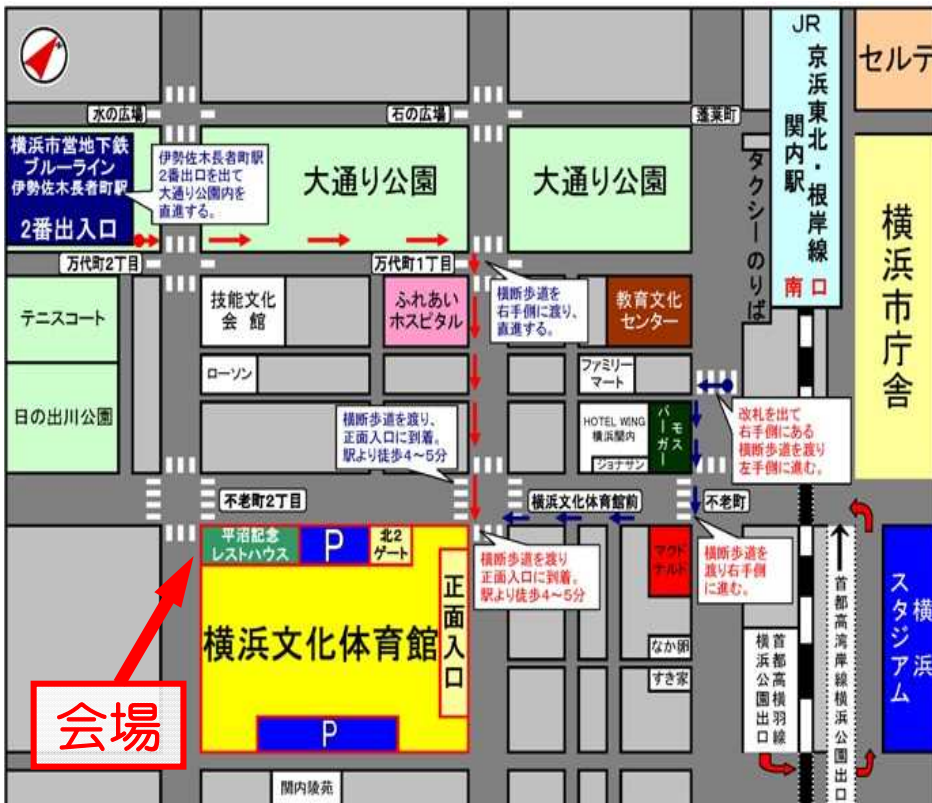 JR
京浜東北・根岸線
関内駅
南口
セルテ
水の広場
石の広場
蓬莱町
横浜市営地下鉄
ブルーライン
伊勢佐木長者町駅
2番出入口
伊勢佐木長者町駅
2番出口を出て
大通り公園内を
直進する。
大通り公園
大通り公園
タクシーのりば
横浜市庁舎
万代町2丁目
万代町1丁目
テニスコート
技能文化
会館
ふれあい
ホスピタル
横断歩道を
右手側に渡り、
直進する。
教育文化
センター
ローソン
ファミリー
マート
日の出川公園
横断歩道を渡り、
正面入口に到着。
駅より徒歩4～5分
HOTEL WING
横浜関内
ジョナサン
モス
バーガー
改札を出て
右手側にある
横断歩道を渡り
左手側に進む。
不老町2丁目
横浜文化体育館前
不老町
平沼記念
レストハウス
P
北2
ゲート
正面入口
横浜文化体育館
P
横断歩道を渡り
正面入口に到着。
駅より徒歩4～5分
マクド
ナルド
横断歩道を
渡り右手側
に進む。
なか卯
すき家
首都高横羽線
横浜公園出口
首都高湾岸線横浜公園出口
横浜
スタジアム
会場
関内陵苑